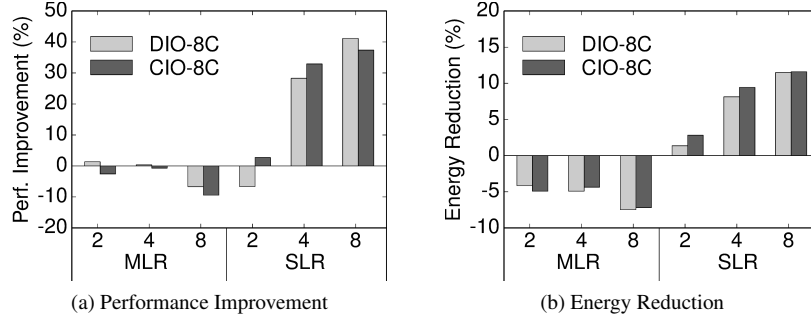 50
40
30
20
10
0
-10
-20
Perf. Improvement (%)
DIO-8C
CIO-8C
2 4 8 2 4 8
MLR SLR
(a) Performance Improvement
20
15
10
5
0
-5
-10
Energy Reduction (%)
DIO-8C
CIO-8C
2 4 8 2 4 8
MLR SLR
(b) Energy Reduction